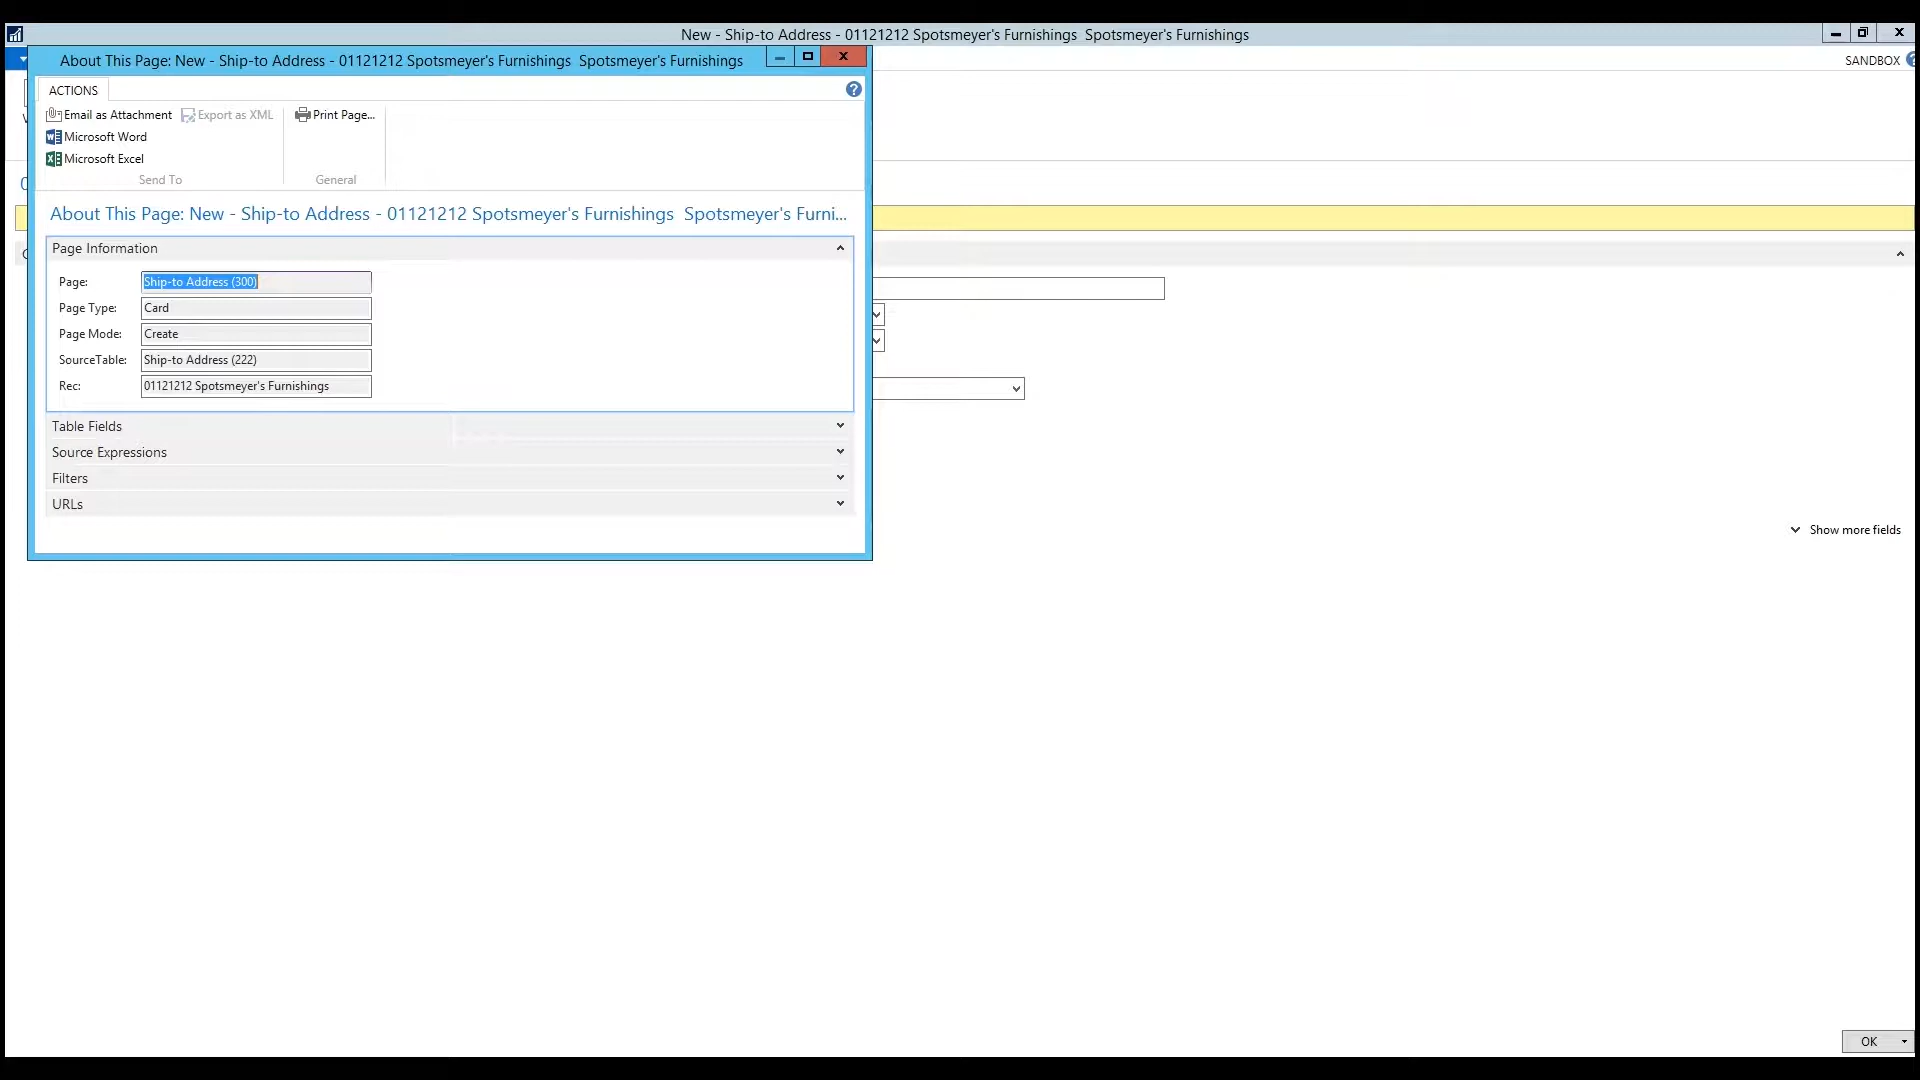 New - Ship-to Address - 01121212 Spotsmeyer's Furnishings  Spotsmeyer's Furnishings
About This Page: New - Ship-to Address - 01121212 Spotsmeyer's Furnishings  Spotsmeyer's Furnishings
SANDBOX
ACTIONS
Email as Attachment Export as XML Print Page...
Microsoft Word
Microsoft Excel
Send To General
About This Page: New - Ship-to Address - 01121212 Spotsmeyer's Furnishings  Spotsmeyer's Furni...
Page Information
Page: Ship-to Address (300)
Page Type: Card
Page Mode: Create
SourceTable: Ship-to Address (222)
Rec: 01121212 Spotsmeyer's Furnishings
Table Fields
Source Expressions
Filters
URLs
Show more fields
OK